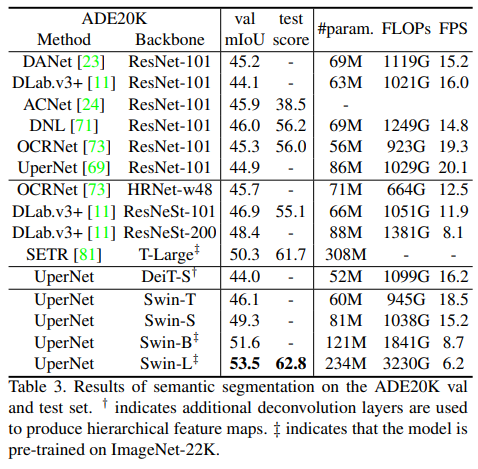 ADE20K val test #param. FLOPs FPS
Method Backbone mIoU score
DANet [23] ResNet-101 45.2 - 69M 1119G 15.2
DLab.v3+ [11] ResNet-101 44.1 - 63M 1021G 16.0
ACNet [24] ResNet-101 45.9 38.5 -
DNL [71] ResNet-101 46.0 56.2 69M 1249G 14.8
OCRNet [73] ResNet-101 45.3 56.0 56M 923G 19.3
UperNet [69] ResNet-101 44.9 - 86M 1029G 20.1
OCRNet [73] HRNet-w48 45.7 - 71M 664G 12.5
DLab.v3+ [11] ResNeSt-101 46.9 55.1 66M 1051G 11.9
DLab.v3+ [11] ResNeSt-200 48.4 - 88M 1381G 8.1
SETR [81] T-Large‡ 50.3 61.7 308M - -
UperNet DeiT-S† 44.0 - 52M 1099G 16.2
UperNet Swin-T 46.1 - 60M 945G 18.5
UperNet Swin-S 49.3 - 81M 1038G 15.2
UperNet Swin-B‡ 51.6 - 121M 1841G 8.7
UperNet Swin-L‡ 53.5 62.8 234M 3230G 6.2
Table 3. Results of semantic segmentation on the ADE20K val
and test set. † indicates additional deconvolution layers are used
to produce hierarchical feature maps. ‡ indicates that the model is
pre-trained on ImageNet-22K.